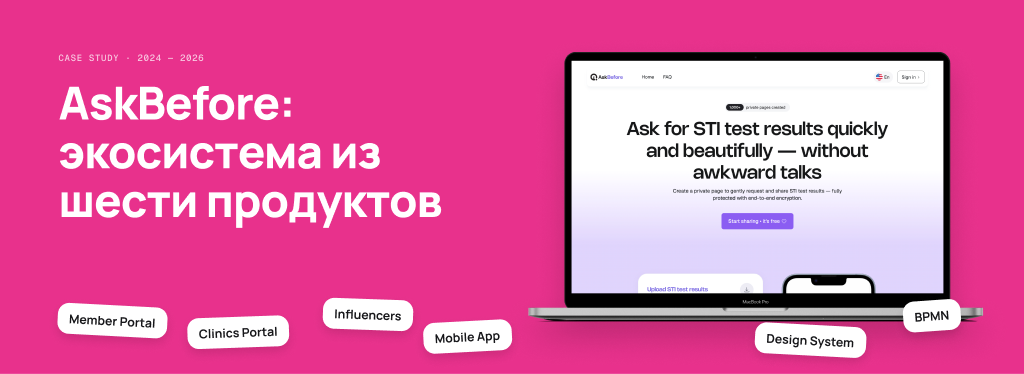 CASE STUDY · 2024 — 2026
AskBefore:
экосистема из
шести продуктов
AskBefore
Home
FAQ
En
Sign in
private pages created
Ask for STI test results quickly
and beautifully — without
awkward talks
Create a private page to gently request and share STI test results — fully
protected with end-to-end encryption.
Start sharing • it's free
Upload STI test results
MacBook Pro
Member Portal
Clinics Portal
Influencers
Mobile App
Design System
BPMN